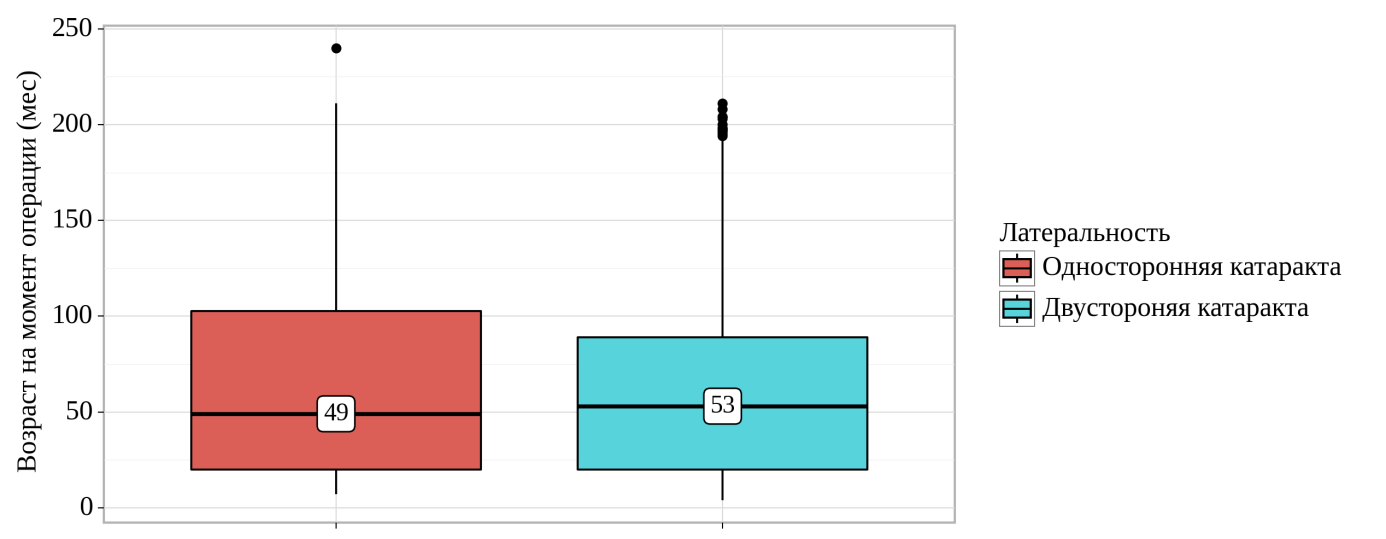 Возраст на момент операции (мес)
250
200
150
100
50
0
49
53
Латеральность
Односторонняя катаракта
Двустороняя катаракта